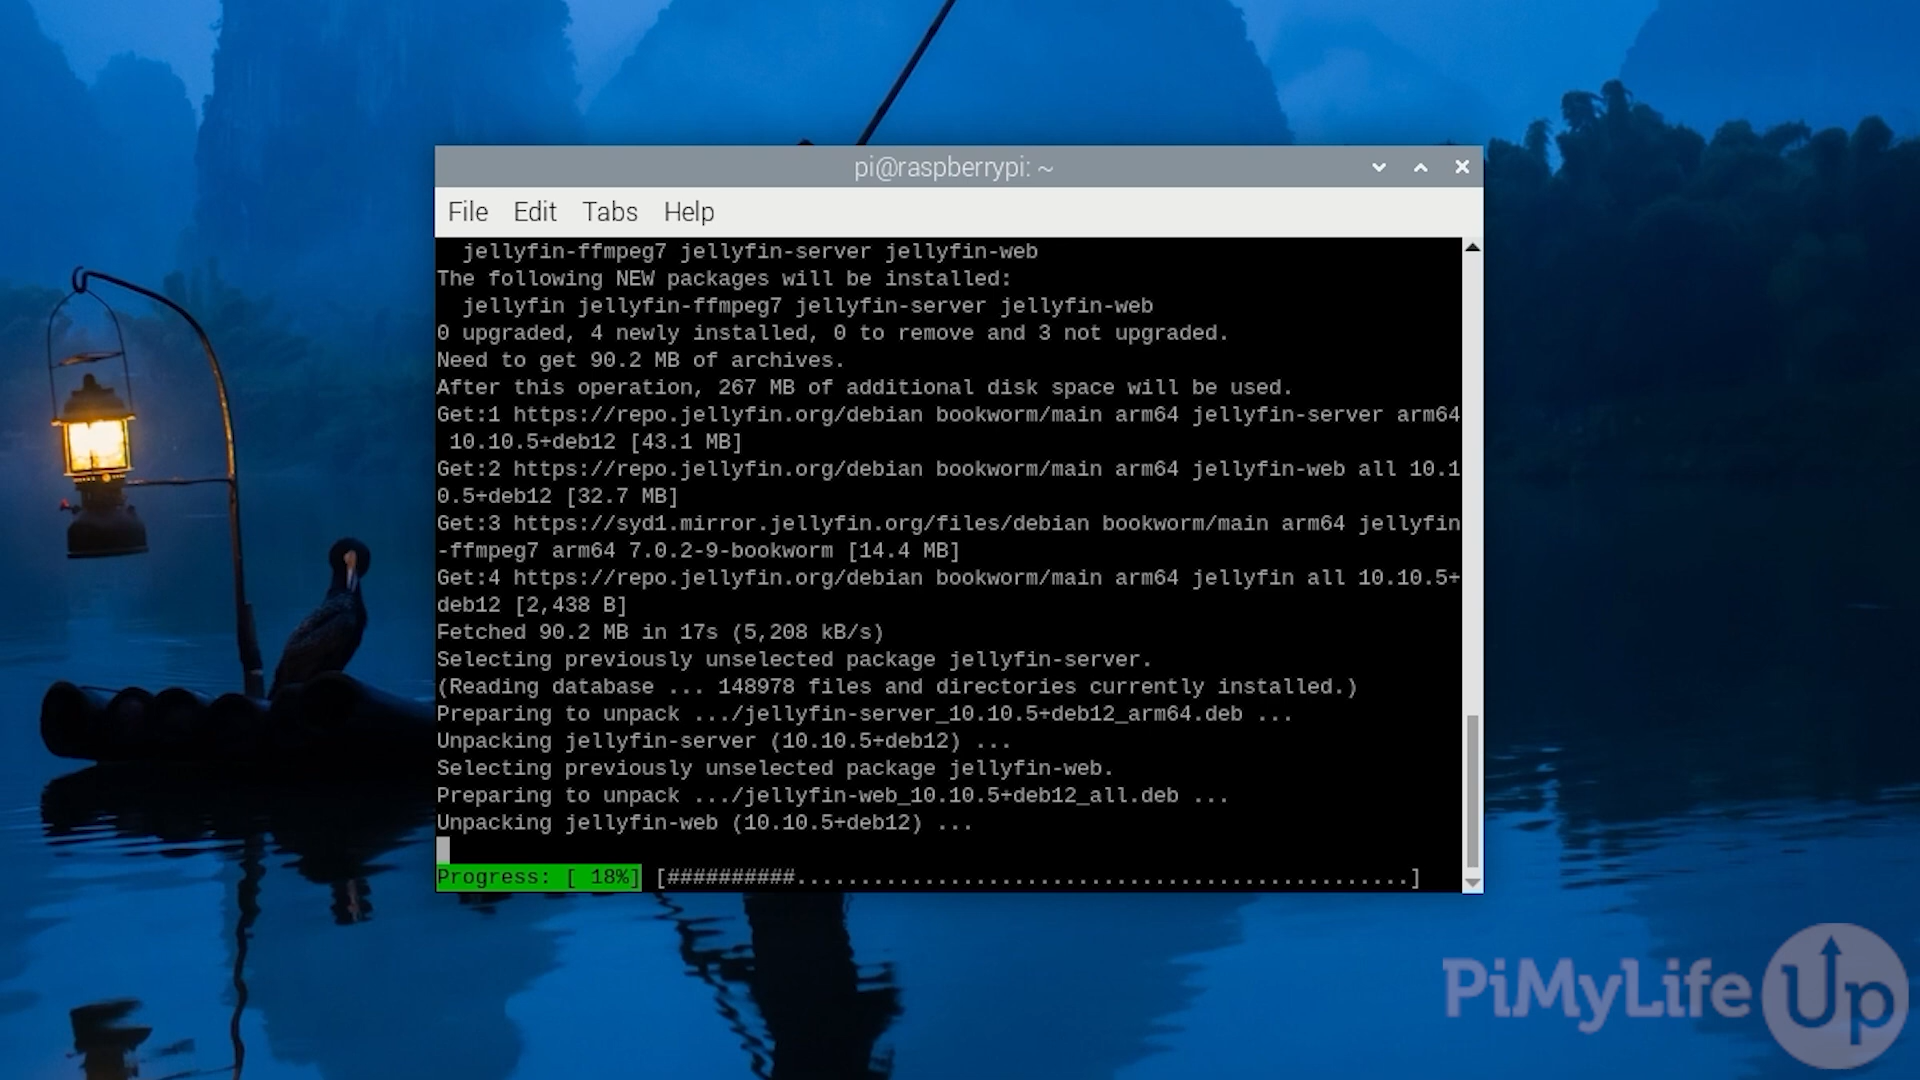 pi@raspberrypi: ~
File Edit Tabs Help
jellyfin-ffmpeg7 jellyfin-server jellyfin-web
The following NEW packages will be installed:
jellyfin jellyfin-ffmpeg7 jellyfin-server jellyfin-web
0 upgraded, 4 newly installed, 0 to remove and 3 not upgraded.
Need to get 90.2 MB of archives.
After this operation, 267 MB of additional disk space will be used.
Get:1 https://repo.jellyfin.org/debian bookworm/main arm64 jellyfin-server arm64
10.10.5+deb12 [43.1 MB]
Get:2 https://repo.jellyfin.org/debian bookworm/main arm64 jellyfin-web all 10.1
0.5+deb12 [32.7 MB]
Get:3 https://syd1.mirror.jellyfin.org/files/debian bookworm/main arm64 jellyfin
-ffmpeg7 arm64 7.0.2-9-bookworm [14.4 MB]
Get:4 https://repo.jellyfin.org/debian bookworm/main arm64 jellyfin all 10.10.5+
deb12 [2,438 B]
Fetched 90.2 MB in 17s (5,208 kB/s)
Selecting previously unselected package jellyfin-server.
(Reading database ... 148978 files and directories currently installed.)
Preparing to unpack .../jellyfin-server_10.10.5+deb12_arm64.deb ...
Unpacking jellyfin-server (10.10.5+deb12) ...
Selecting previously unselected package jellyfin-web.
Preparing to unpack .../jellyfin-web_10.10.5+deb12_all.deb ...
Unpacking jellyfin-web (10.10.5+deb12) ...
Progress: [ 18%] [##########................................................]
PiMyLifeUp